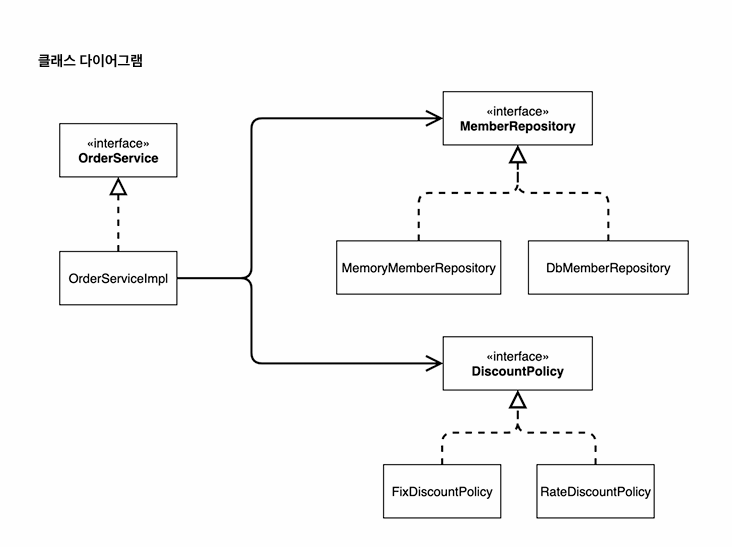 클래스 다이어그램
«interface»
OrderService
OrderServiceImpl
«interface»
MemberRepository
MemoryMemberRepository
DbMemberRepository
«interface»
DiscountPolicy
FixDiscountPolicy
RateDiscountPolicy